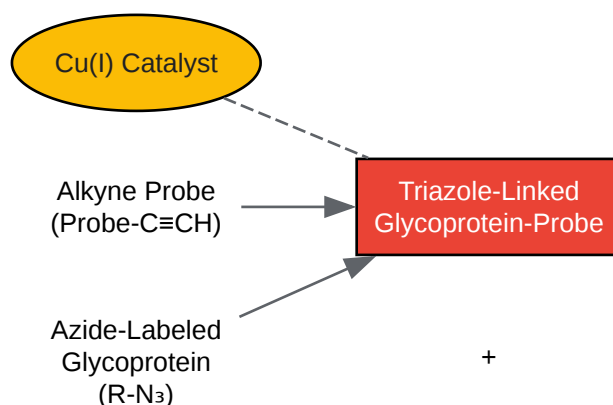 Cu(I) Catalyst
Alkyne Probe
(Probe-C≡CH)
Triazole-Linked
Glycoprotein-Probe
Azide-Labeled
Glycoprotein
(R-N₃)
+